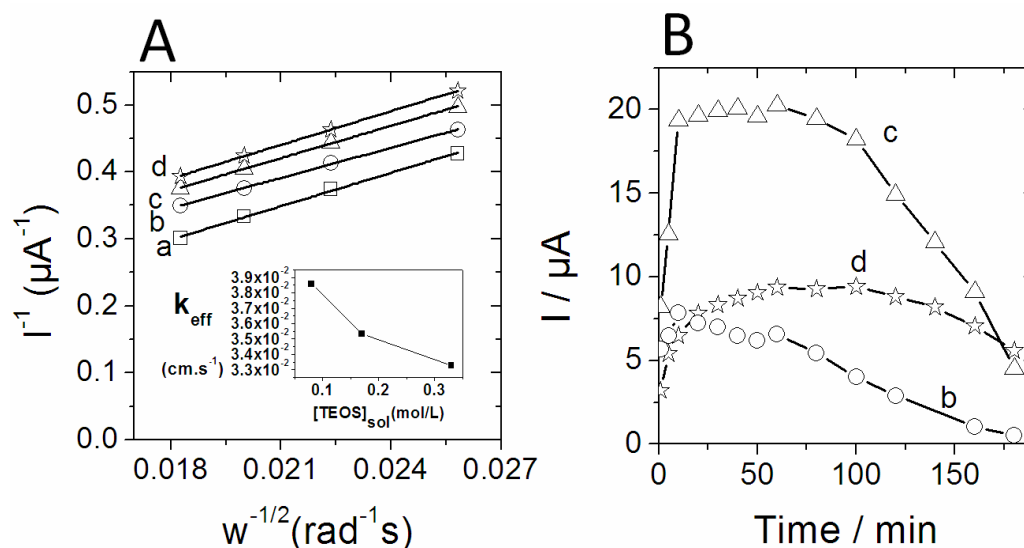 A
I⁻¹ (µA⁻¹)
0.5
0.4
0.3
0.2
0.1
0.0
d
c
b
a
k_eff
(cm.s⁻¹)
3.9x10⁻²
3.8x10⁻²
3.7x10⁻²
3.6x10⁻²
3.5x10⁻²
3.4x10⁻²
3.3x10⁻²
0.1 0.2 0.3
[TEOS]sol(mol/L)
0.018 0.021 0.024 0.027
w⁻¹/²(rad⁻¹s)
B
I / µA
20
15
10
5
0
c
d
b
0 50 100 150
Time / min